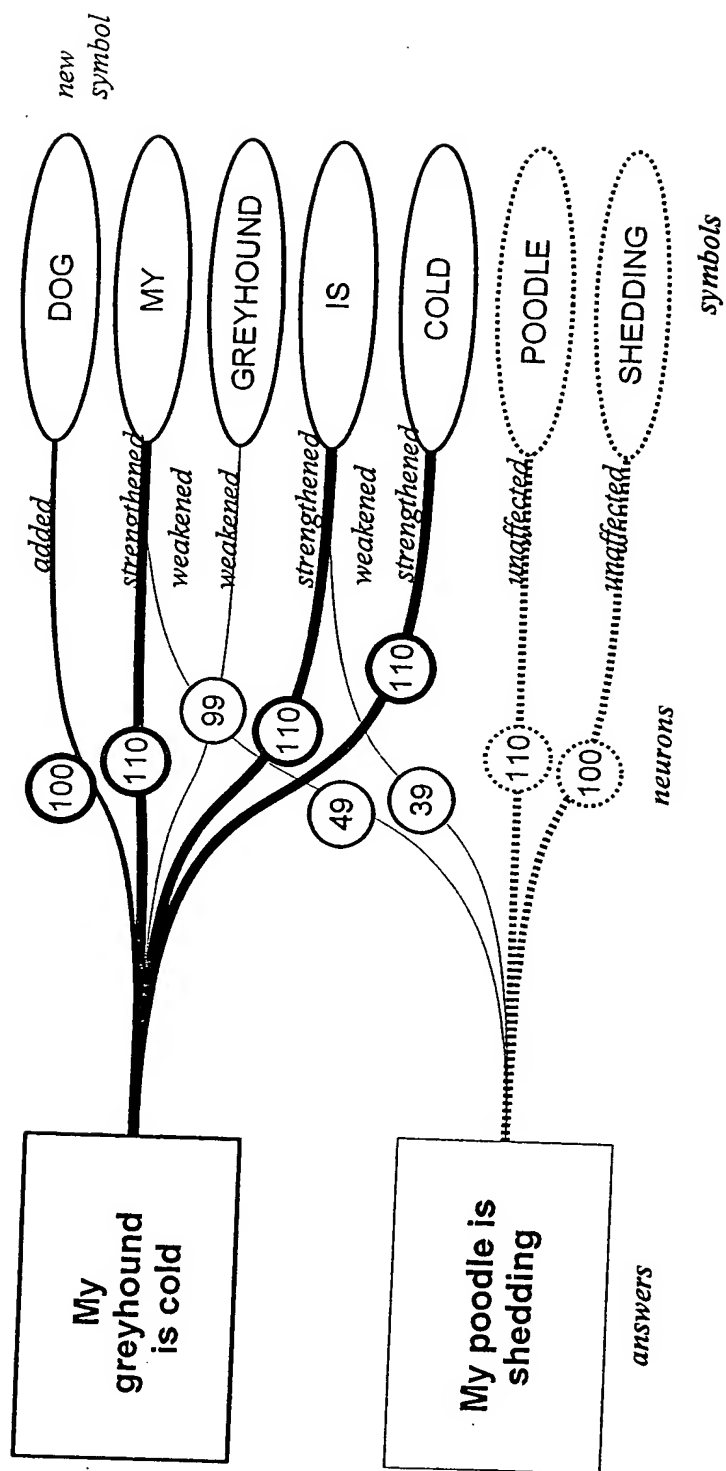 new
symbol
DOG
MY
GREYHOUND
IS
COLD
POODLE
SHEDDING
symbols
added
strengthened
weakened
weakened
strengthened
weakened
strengthened
unaffected
unaffected
100
110
99
110
110
49
39
110
100
neurons
My
greyhound
is cold
My poodle is
shedding
answers